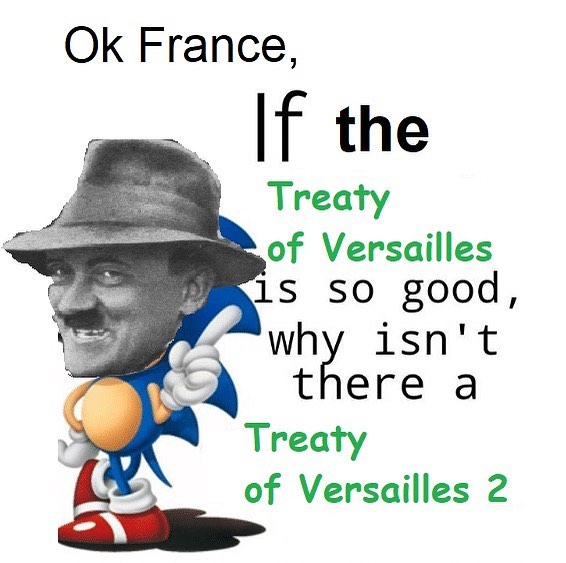 Ok France,
If the
Treaty
of Versailles
is so good,
why isn't
there a
Treaty
of Versailles 2